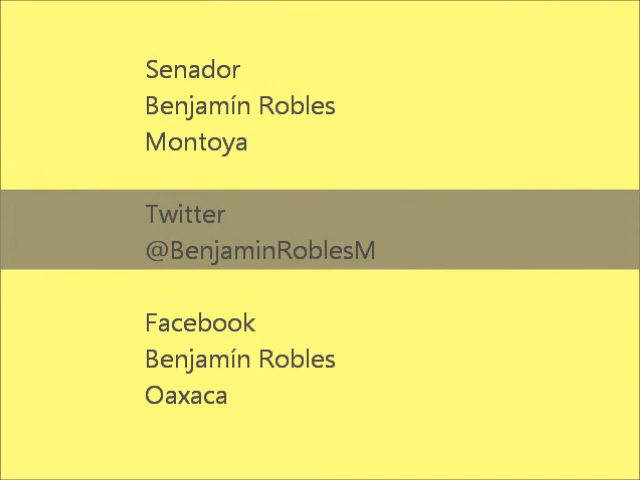 Senador
Benjamín Robles
Montoya
Twitter
@BenjaminRoblesM
Facebook
Benjamín Robles
Oaxaca